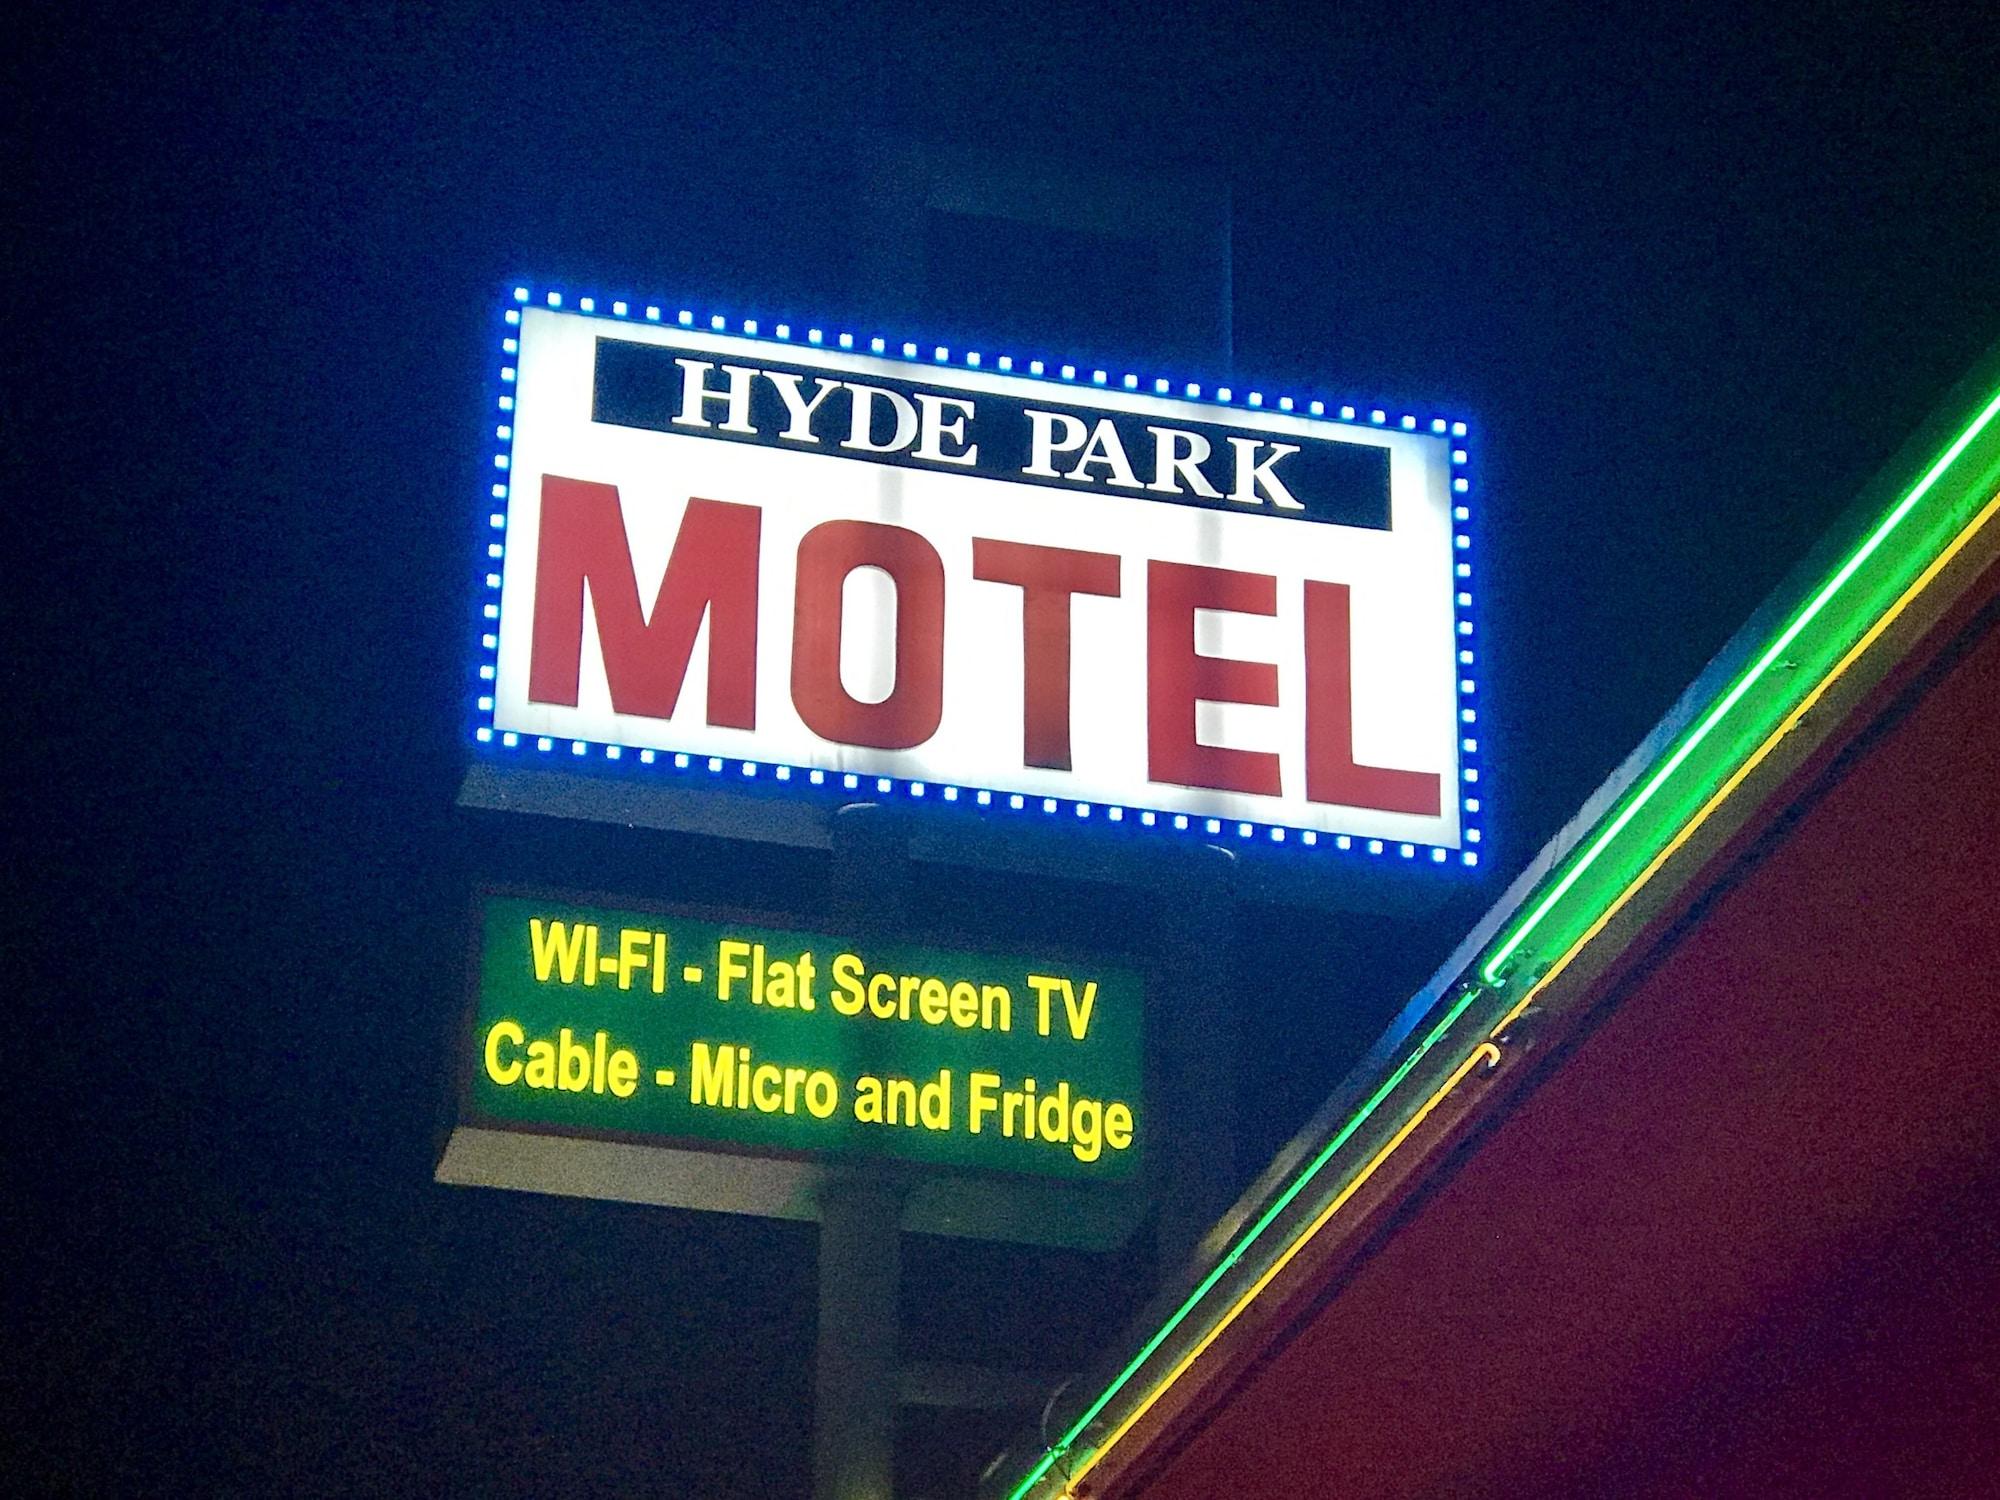 HYDE PARK
MOTEL
WI-FI - Flat Screen TV
Cable - Micro and Fridge